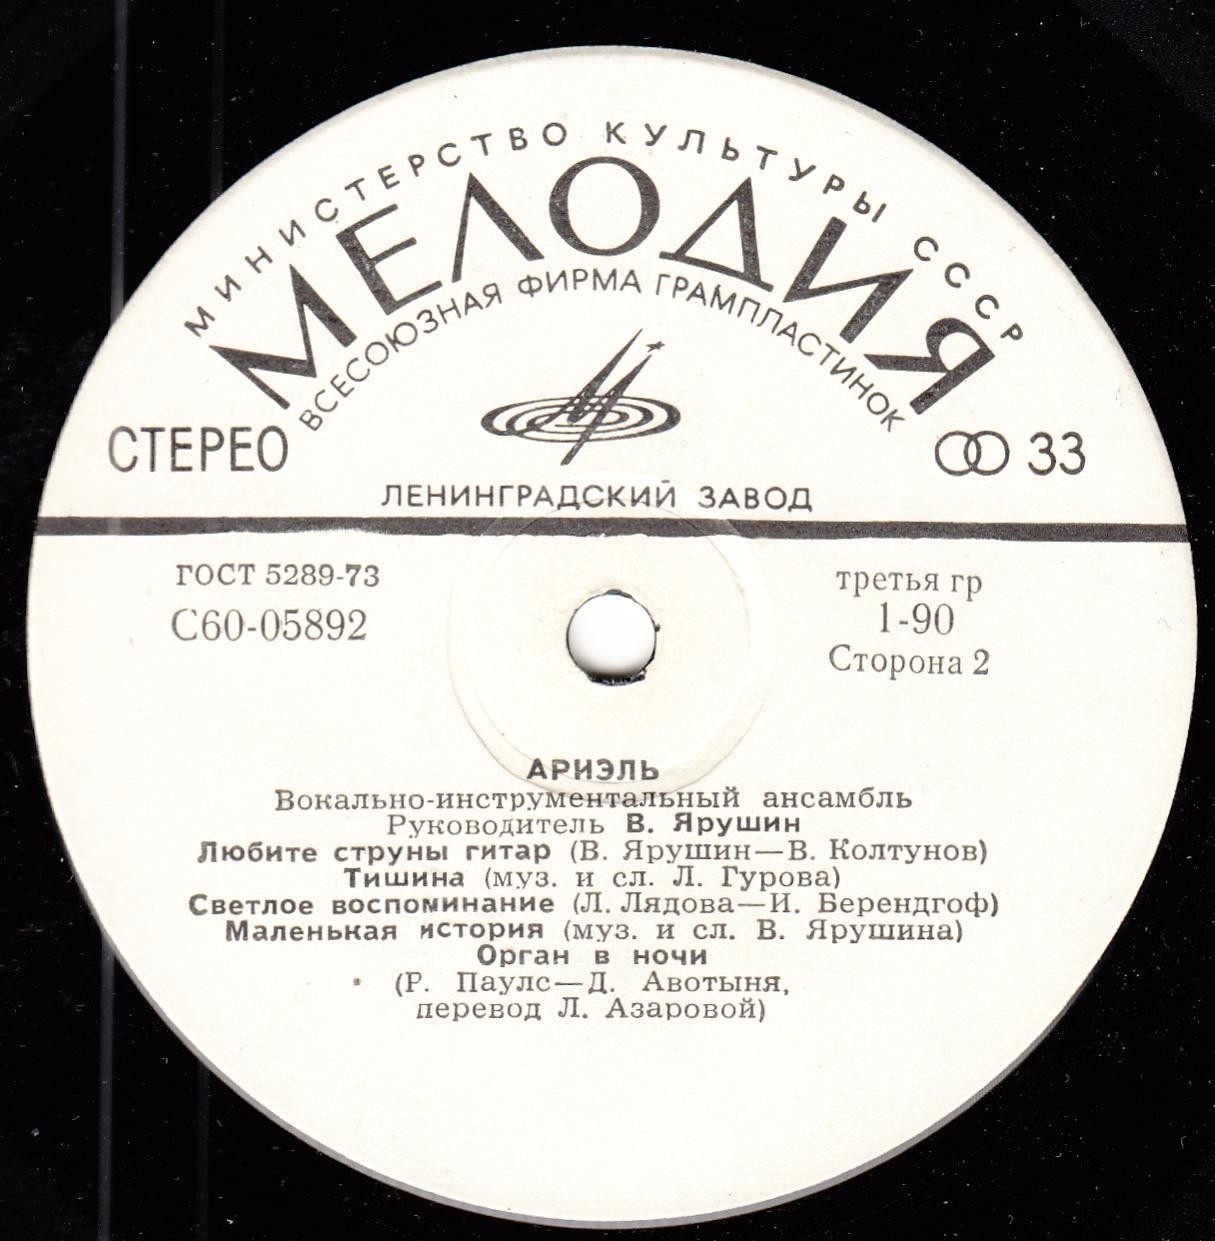 МИНИСТЕРСТВО КУЛЬТУРЫ СССР
МЕЛОДИЯ
ВСЕСОЮЗНАЯ ФИРМА ГРАМПЛАСТИНОК
СТЕРЕО
33
ЛЕНИНГРАДСКИЙ ЗАВОД
ГОСТ 5289-73
С60-05892
третья гр
1-90
Сторона 2
АРИЭЛЬ
Вокально-инструментальный ансамбль
Руководитель В. Ярушин
Любите струны гитар (В. Ярушин—В. Колтунов)
Тишина (муз. и сл. Л. Гурова)
Светлое воспоминание (Л. Лядова—И. Берендгоф)
Маленькая история (муз. и сл. В. Ярушина)
Орган в ночи
(Р. Паулс—Д. Авотыня,
перевод Л. Азаровой)